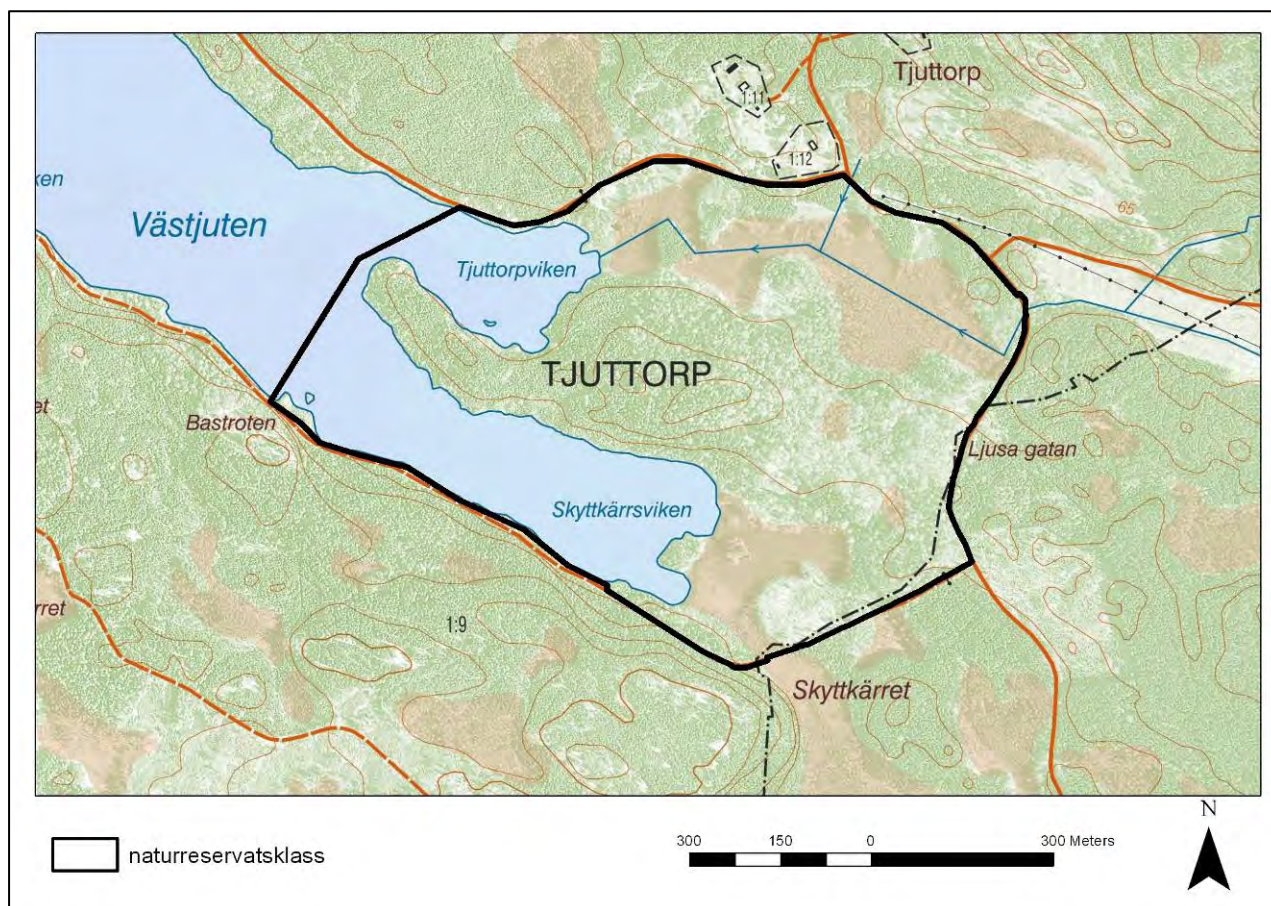 Tjuttorp
1:11
1:12
ken
Västjuten
65
Tjuttorpviken
TJUTTORP
et
Bastroten
Ljusa gatan
Skyttkärrsviken
rret
1:9
Skyttkärret
N
300 150 0 300 Meters
naturreservatsklass